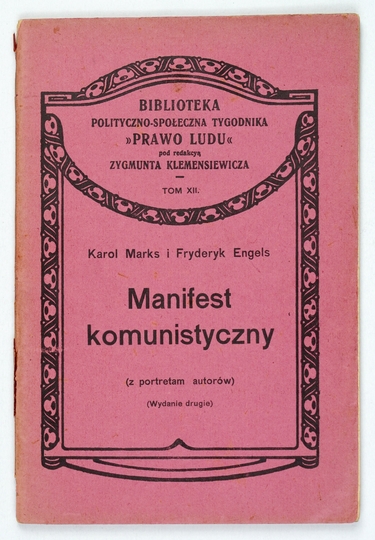 BIBLIOTEKA
POLITYCZNO-SPOŁECZNA TYGODNIKA
»PRAWO LUDU«
pod redakcyą
ZYGMUNTA KLEMENSIEWICZA
TOM XII.
Karol Marks i Fryderyk Engels
Manifest
komunistyczny
(z portretam autorów)
(Wydanie drugie)